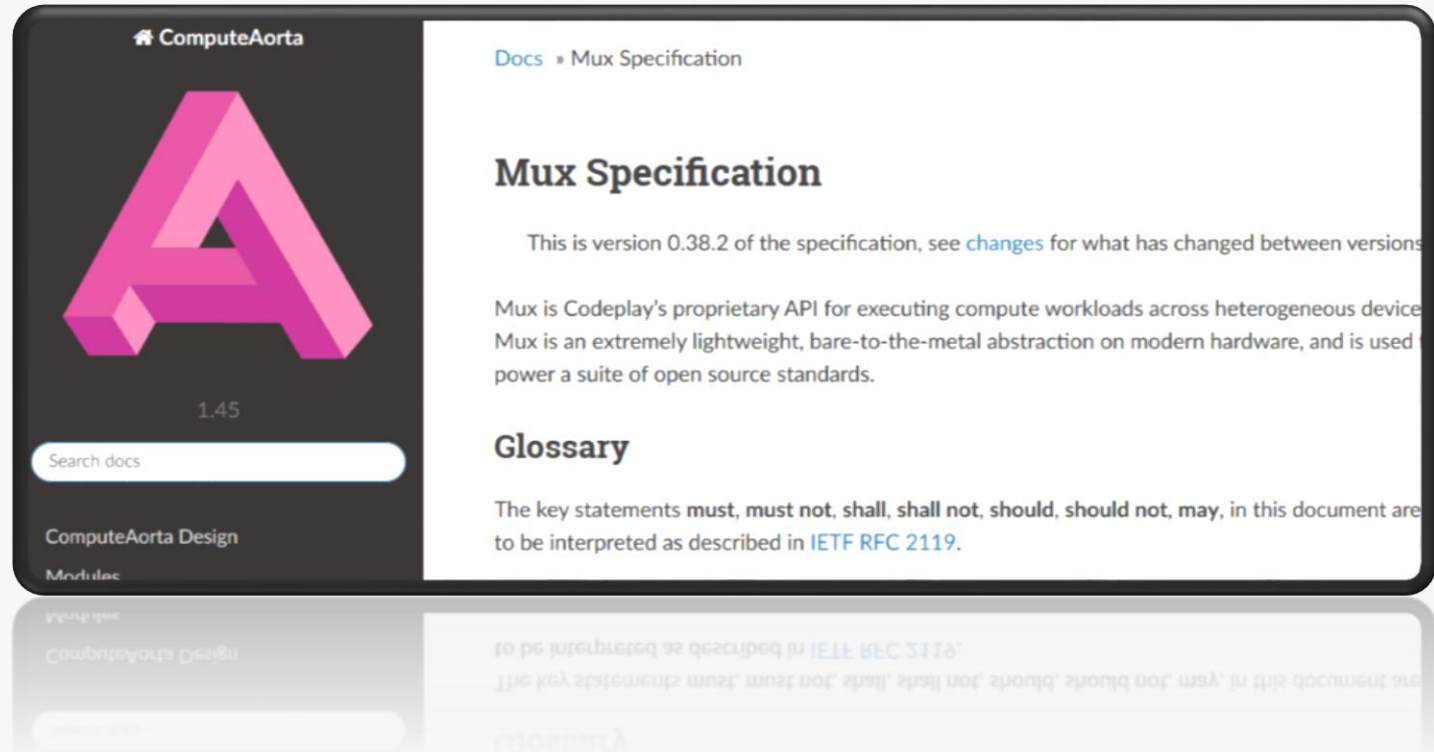 ComputeAorta
1.45
Search docs
ComputeAorta Design
Modules
Docs » Mux Specification
Mux Specification
This is version 0.38.2 of the specification, see changes for what has changed between versions
Mux is Codeplay's proprietary API for executing compute workloads across heterogeneous device
Mux is an extremely lightweight, bare-to-the-metal abstraction on modern hardware, and is used
power a suite of open source standards.
Glossary
The key statements must, must not, shall, shall not, should, should not, may, in this document are
to be interpreted as described in IETF RFC 2119.